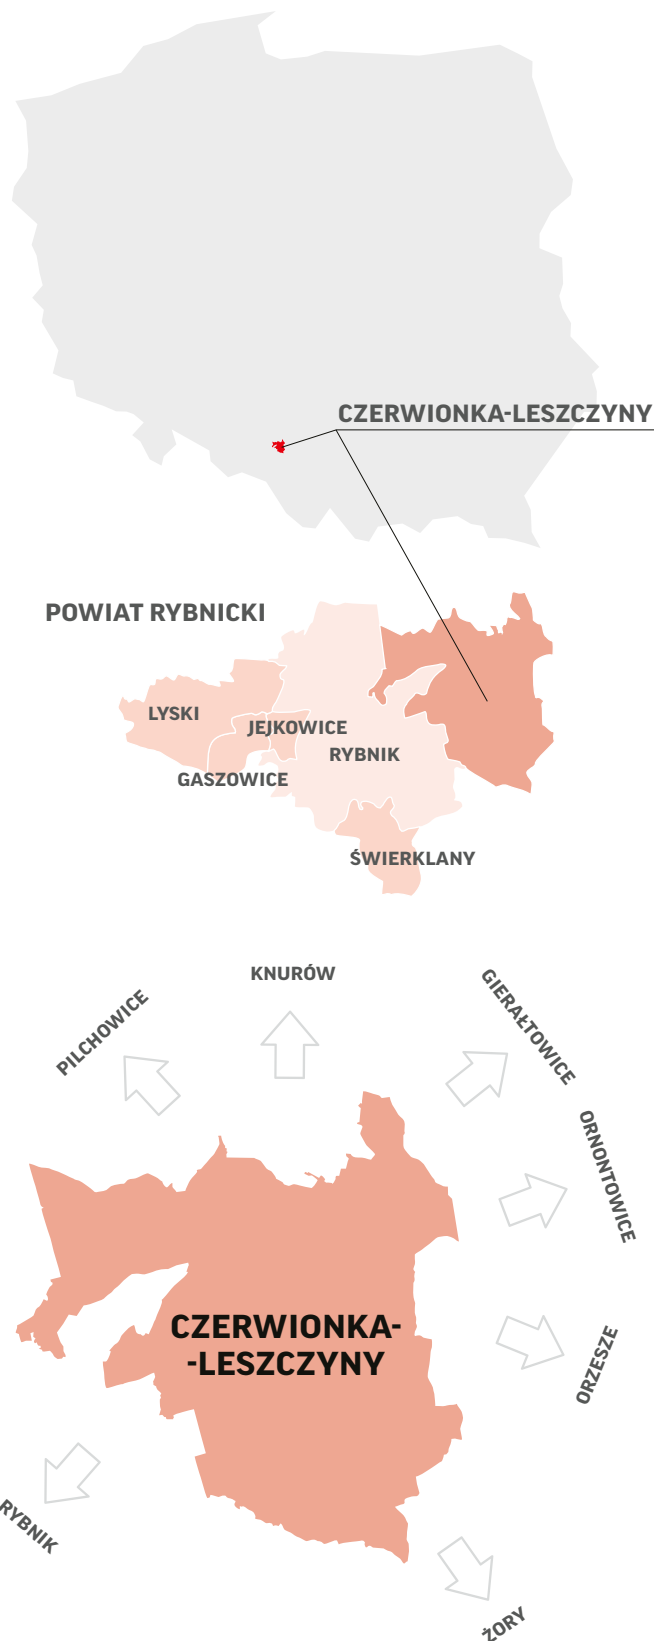 CZERWIONKA-LESZCZYNY
POWIAT RYBNICKI
LYSKI
JEJKOWICE
RYBNIK
GASZOWICE
ŚWIERKLANY
KNURÓW
PILCHOWICE
GIERAŁTOWICE
ORNONTOWICE
CZERWIONKA-
-LESZCZYNY
ORZESZE
RYBNIK
ŻORY